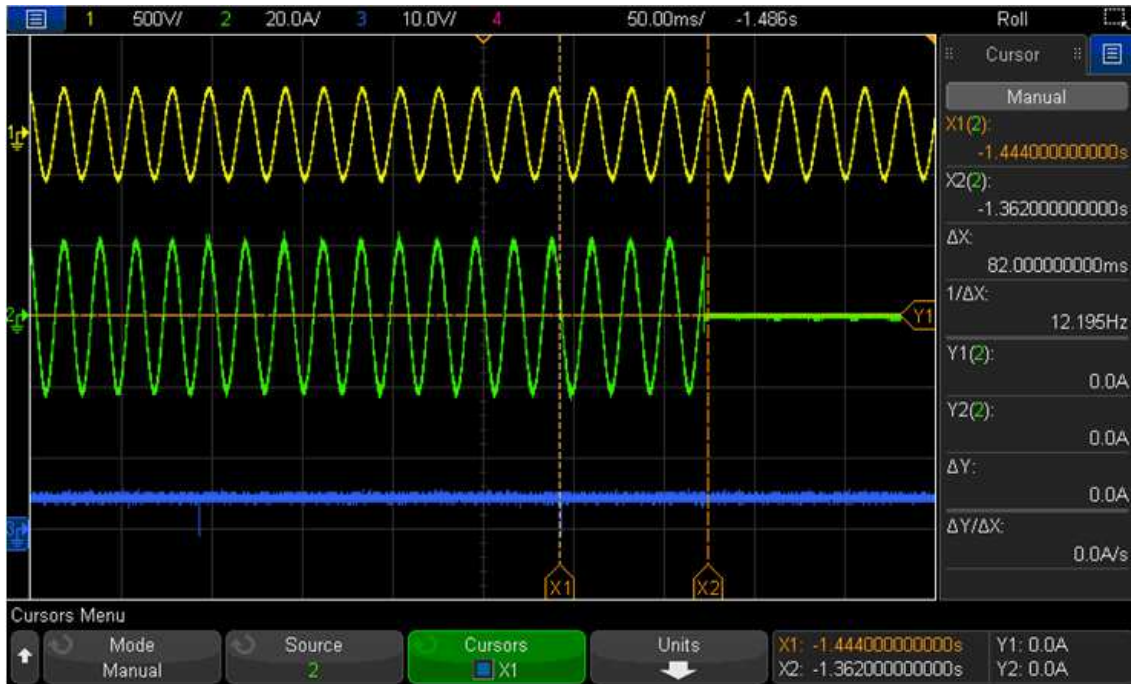 1 500V/ 2 20.0A/ 3 10.0V/ 4 50.00ms/ -1.486s Roll
Cursor
Manual
X1(2):
-1.444000000000s
X2(2):
-1.362000000000s
ΔX:
82.000000000ms
1/ΔX:
12.195Hz
Y1(2):
0.0A
Y2(2):
0.0A
ΔY:
0.0A
ΔY/ΔX:
0.0A/s
1
2
Y1
3
X1 X2
Cursors Menu
Mode
Manual
Source
2
Cursors
X1
Units
X1: -1.444000000000s Y1: 0.0A
X2: -1.362000000000s Y2: 0.0A